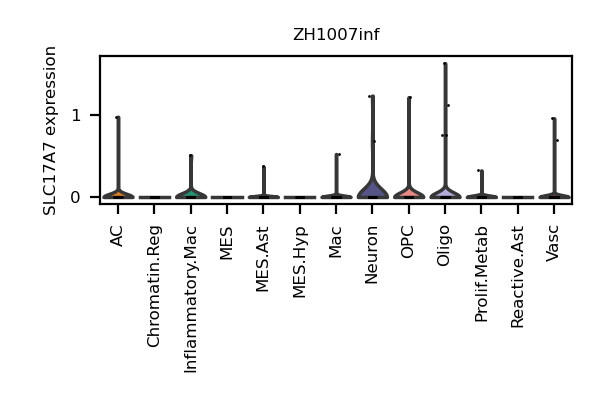 ZH1007inf
SLC17A7 expression
1
0
AC
Chromatin.Reg
Inflammatory.Mac
MES
MES.Ast
MES.Hyp
Mac
Neuron
OPC
Oligo
Prolif.Metab
Reactive.Ast
Vasc